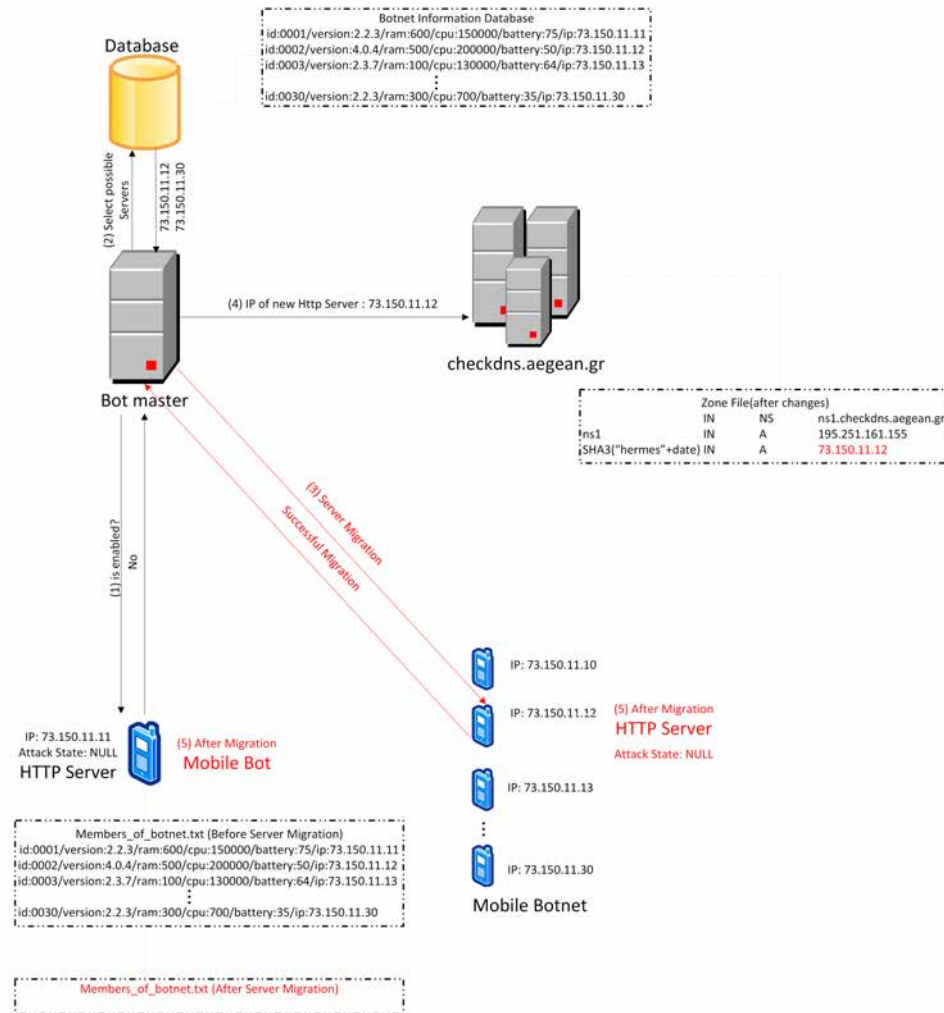 Botnet Information Database
id:0001/version:2.2.3/ram:600/cpu:150000/battery:75/ip:73.150.11.11
id:0002/version:4.0.4/ram:500/cpu:200000/battery:50/ip:73.150.11.12
id:0003/version:2.3.7/ram:100/cpu:130000/battery:64/ip:73.150.11.13
⋮
id:0030/version:2.2.3/ram:300/cpu:700/battery:35/ip:73.150.11.30
Database
(2) Select possible
Servers
73.150.11.12
73.150.11.30
(4) IP of new Http Server : 73.150.11.12
checkdns.aegean.gr
Bot master
Zone File(after changes)
IN NS ns1.checkdns.aegean.gr
ns1 IN A 195.251.161.155
SHA3("hermes"+date) IN A 73.150.11.12
(1) is enabled?
No
(3) Server Migration
Successful Migration
IP: 73.150.11.10
IP: 73.150.11.12
(5) After Migration
HTTP Server
Attack State: NULL
IP: 73.150.11.11
Attack State: NULL
HTTP Server
(5) After Migration
Mobile Bot
IP: 73.150.11.13
⋮
IP: 73.150.11.30
Mobile Botnet
Members_of_botnet.txt (Before Server Migration)
id:0001/version:2.2.3/ram:600/cpu:150000/battery:75/ip:73.150.11.11
id:0002/version:4.0.4/ram:500/cpu:200000/battery:50/ip:73.150.11.12
id:0003/version:2.3.7/ram:100/cpu:130000/battery:64/ip:73.150.11.13
⋮
id:0030/version:2.2.3/ram:300/cpu:700/battery:35/ip:73.150.11.30
Members_of_botnet.txt (After Server Migration)